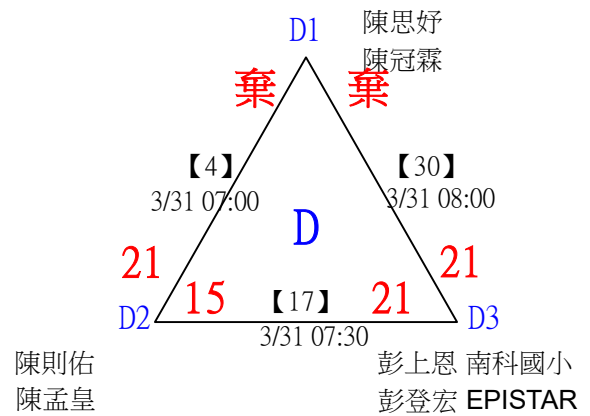 D1
陳思妤
陳冠霖
棄 棄
【4】
3/31 07:00
【30】
3/31 08:00
D
21 21
15 【17】 21
3/31 07:30
D2 D3
陳則佑
陳孟皇
彭上恩 南科國小
彭登宏 EPISTAR